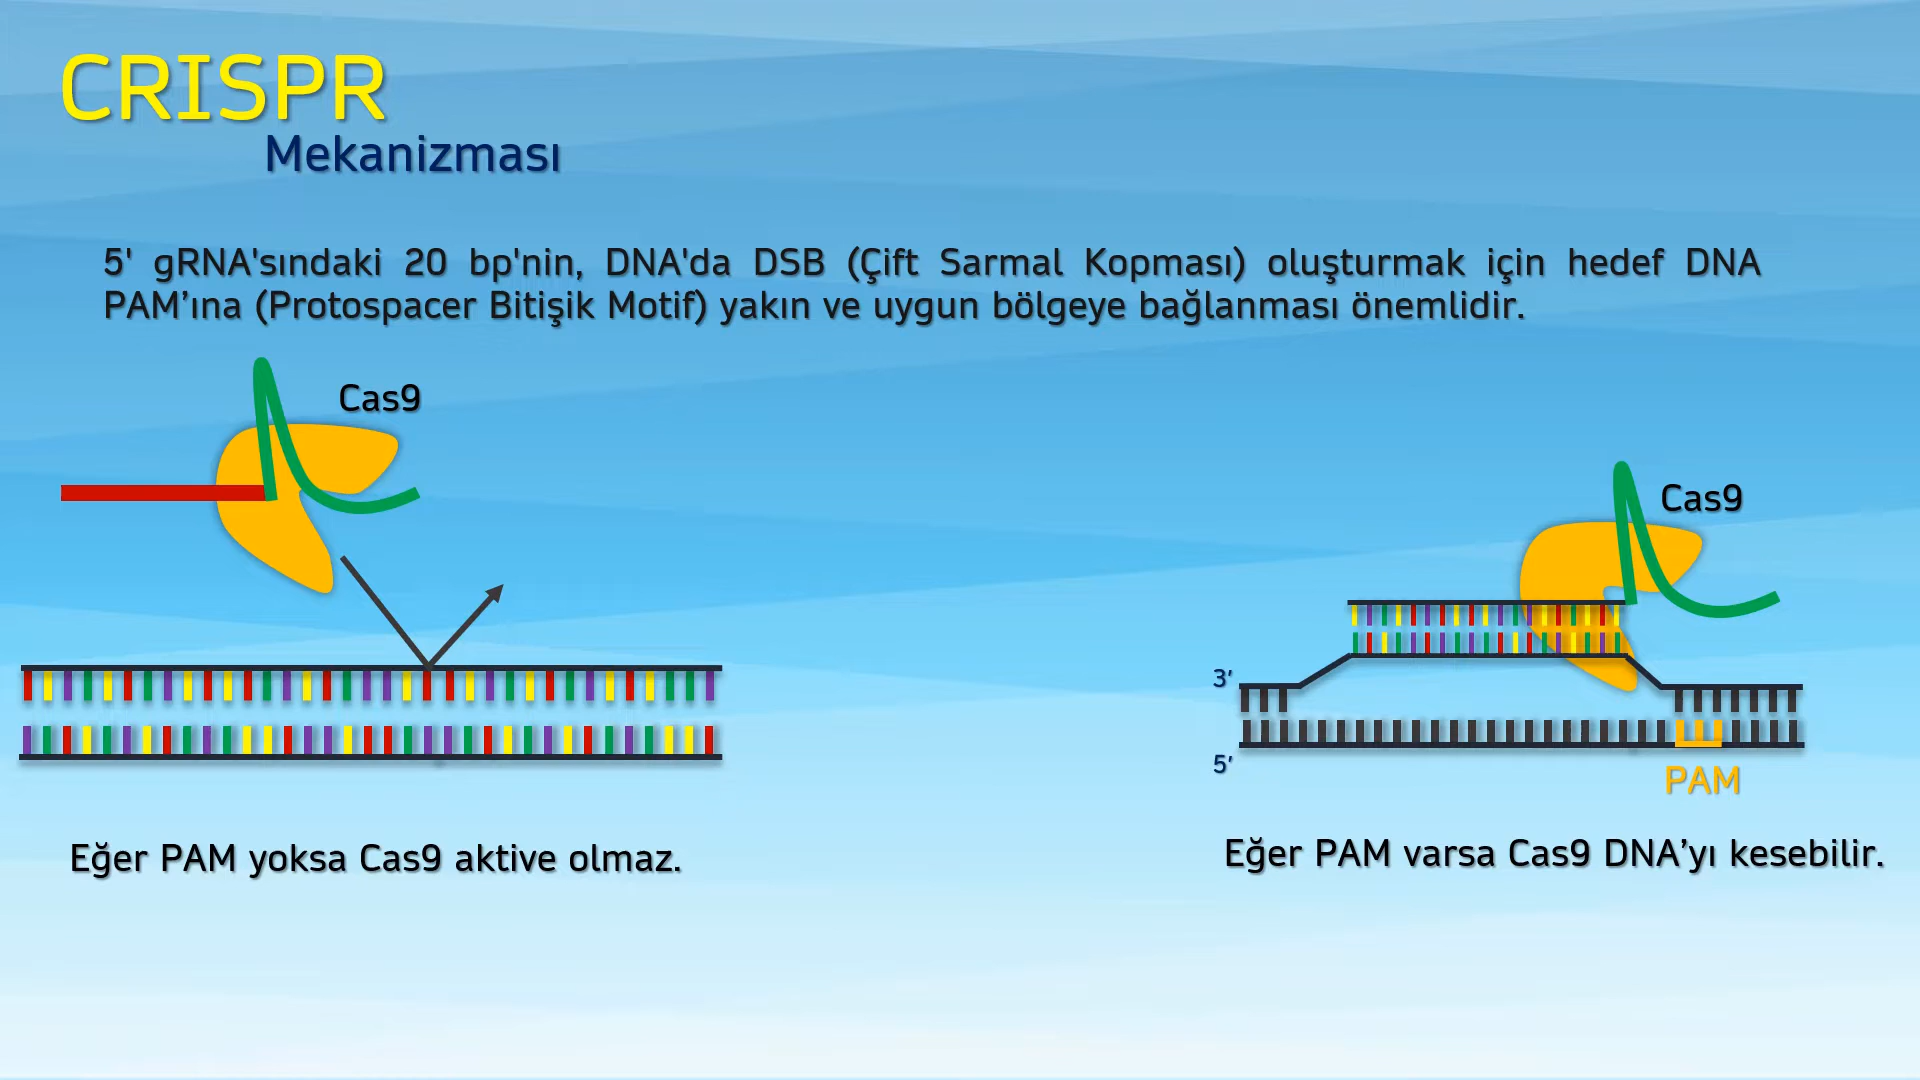 CRISPR
Mekanizması
5' gRNA'sındaki 20 bp'nin, DNA'da DSB (Çift Sarmal Kopması) oluşturmak için hedef DNA
PAM’ına (Protospacer Bitişik Motif) yakın ve uygun bölgeye bağlanması önemlidir.
Cas9
Cas9
3’
5’
PAM
Eğer PAM yoksa Cas9 aktive olmaz.
Eğer PAM varsa Cas9 DNA’yı kesebilir.